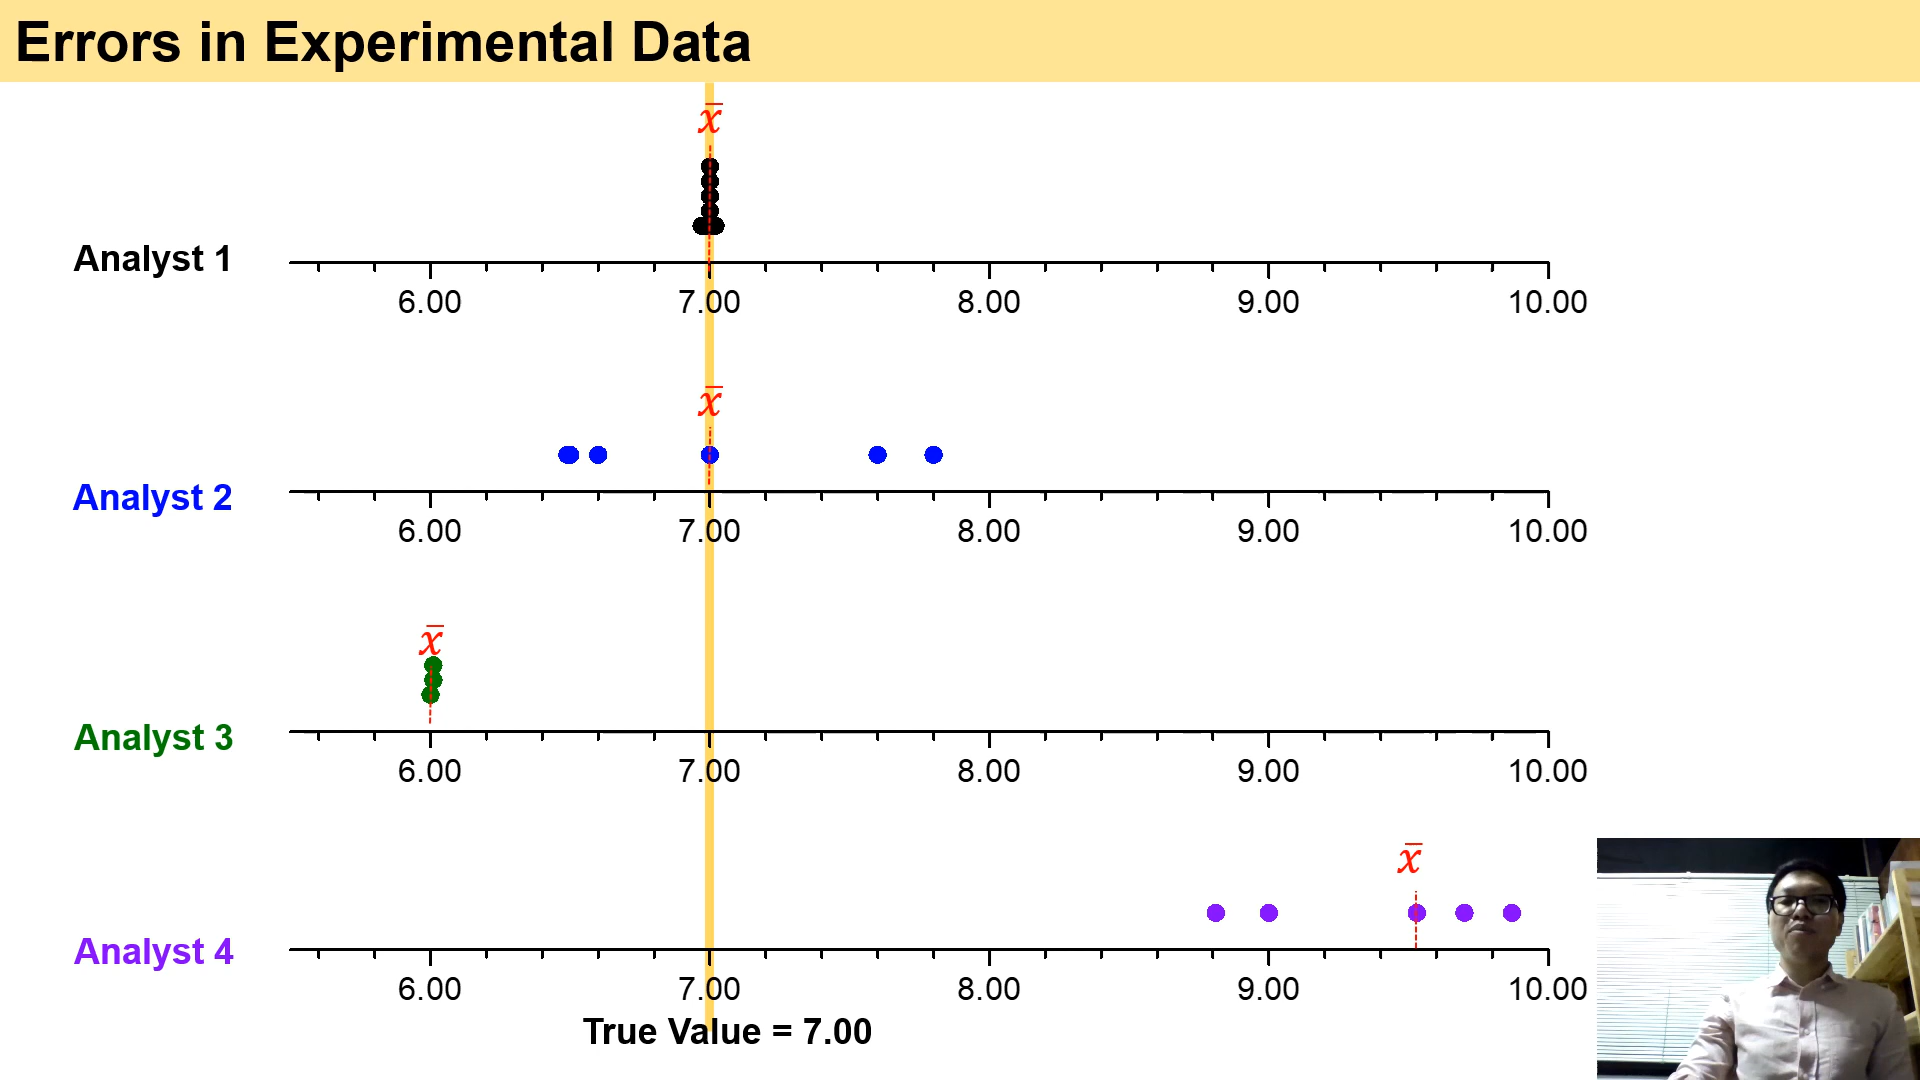 Errors in Experimental Data
x̅
Analyst 1
6.00 7.00 8.00 9.00 10.00
x̅
Analyst 2
6.00 7.00 8.00 9.00 10.00
x̅
Analyst 3
6.00 7.00 8.00 9.00 10.00
x̅
Analyst 4
6.00 7.00 8.00 9.00 10.00
True Value = 7.00